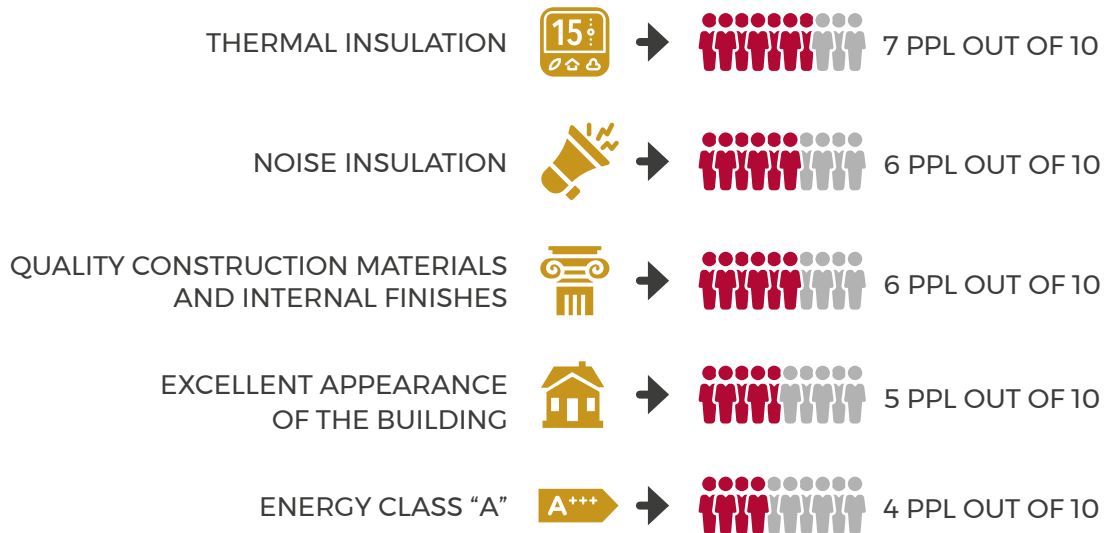 THERMAL INSULATION
15
7 PPL OUT OF 10
NOISE INSULATION
6 PPL OUT OF 10
QUALITY CONSTRUCTION MATERIALS
AND INTERNAL FINISHES
6 PPL OUT OF 10
EXCELLENT APPEARANCE
OF THE BUILDING
5 PPL OUT OF 10
ENERGY CLASS “A”
A+++
4 PPL OUT OF 10